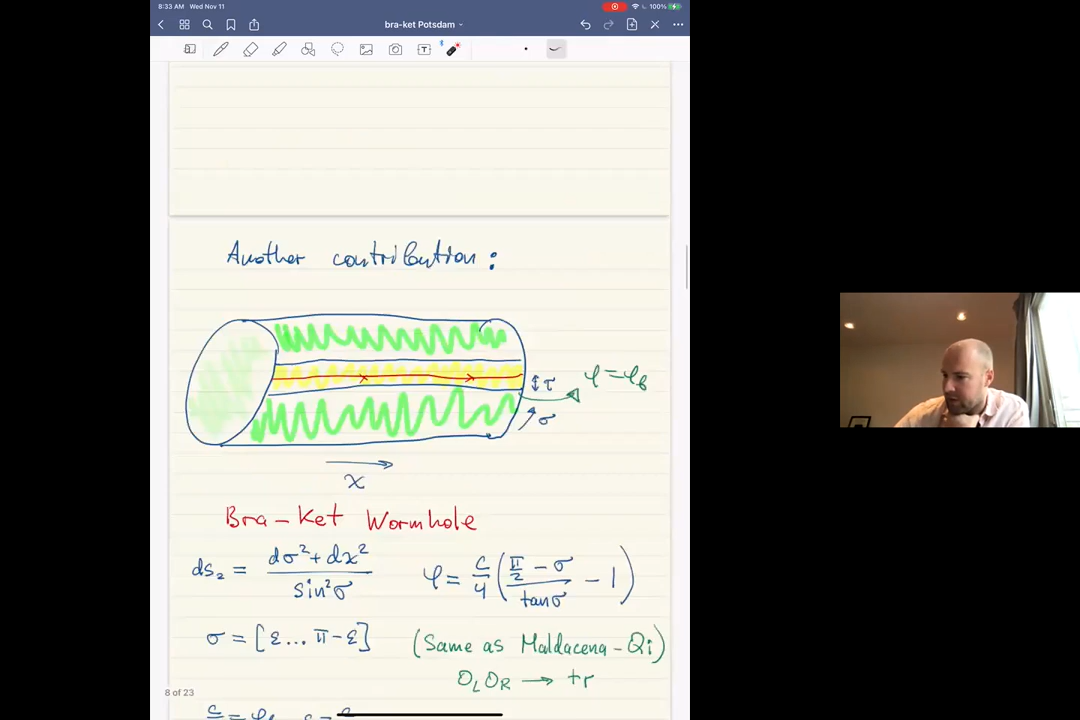 8:33 AM Wed Nov 11
100%
bra-ket Potsdam
Another contribution:
φ=φ_b
τ
σ
x
Bra-Ket Wormhole
ds₂ = (dσ²+dx²)/(sin²σ)
φ = c/4 ((π/2 − σ)/(tanσ) − 1)
σ = [ε...π−ε]
(Same as Maldacena-Qi)
O_L O_R → tr
8 of 23